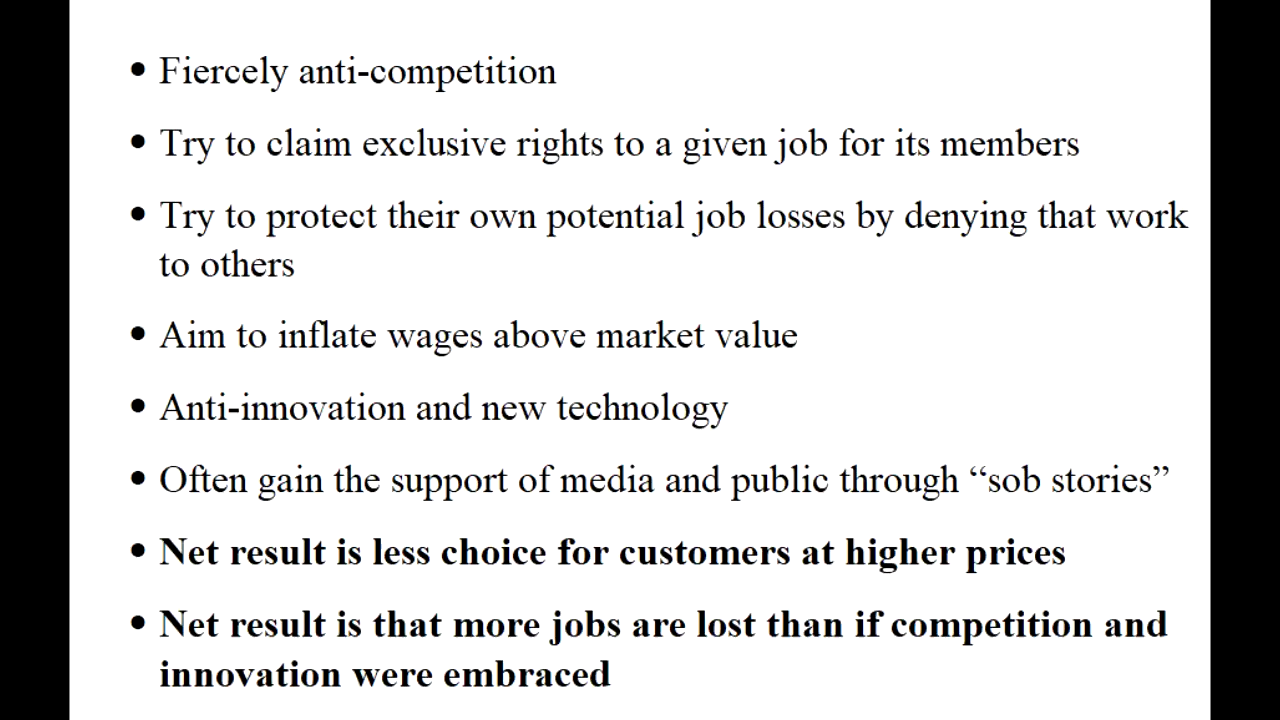 • Fiercely anti-competition
• Try to claim exclusive rights to a given job for its members
• Try to protect their own potential job losses by denying that work
to others
• Aim to inflate wages above market value
• Anti-innovation and new technology
• Often gain the support of media and public through “sob stories”
• Net result is less choice for customers at higher prices
• Net result is that more jobs are lost than if competition and
innovation were embraced